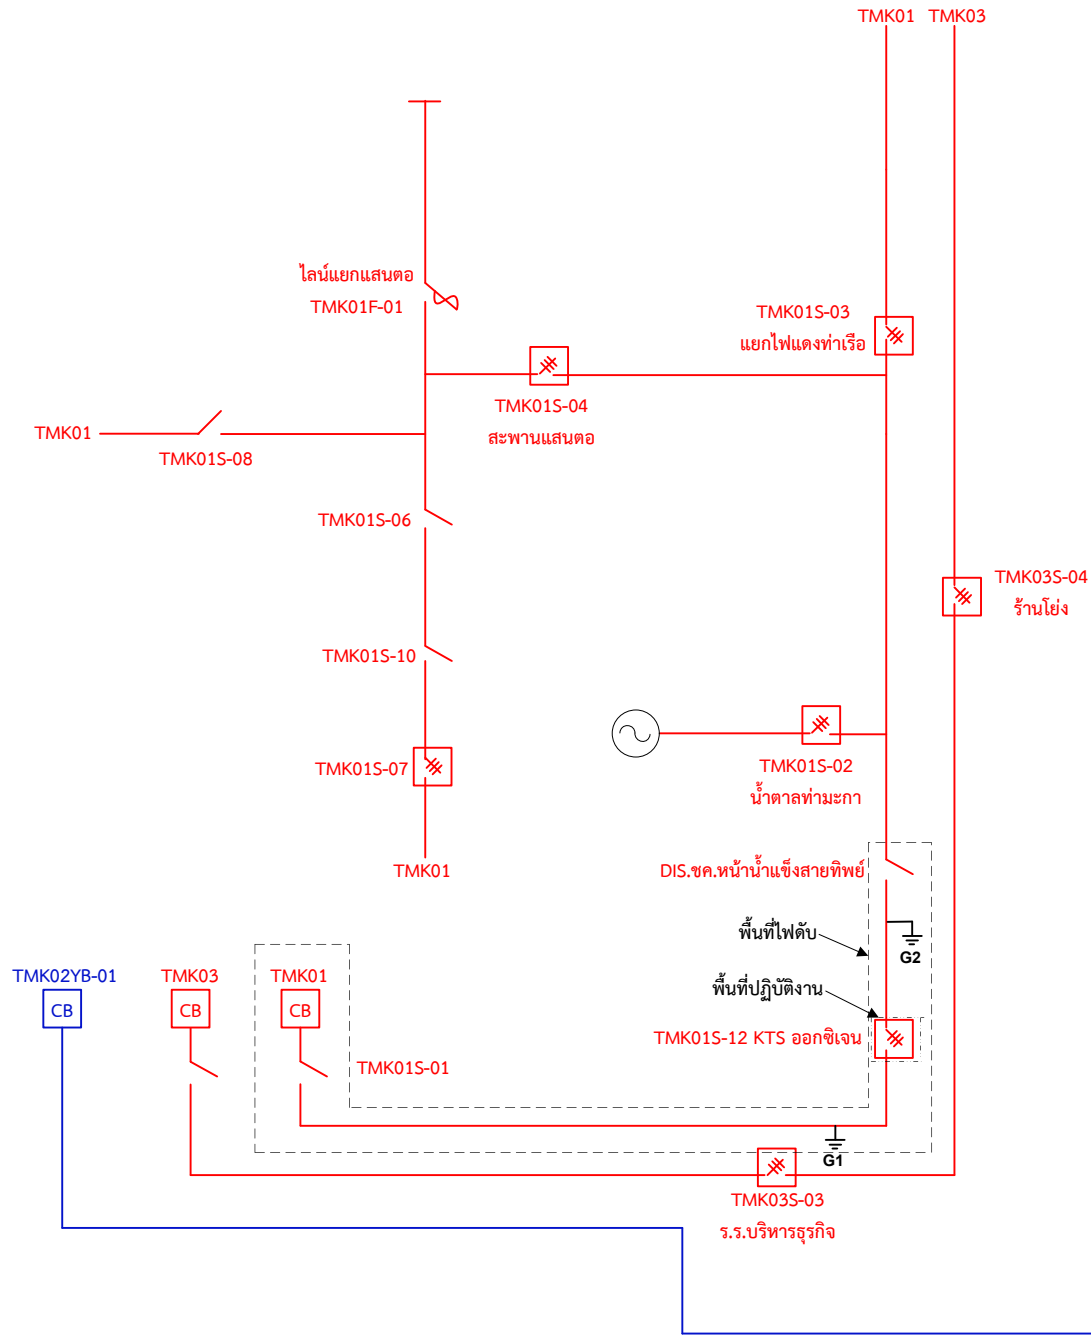 TMK01 TMK03
ไลน์แยกแสนตอ
TMK01F-01
TMK01S-03
แยกไฟแดงท่าเรือ
TMK01S-04
สะพานแสนตอ
TMK01
TMK01S-08
TMK01S-06
TMK03S-04
ร้านโย่ง
TMK01S-10
TMK01S-07
TMK01S-02
น้ำตาลท่ามะกา
TMK01
DIS.ชค.หน้าน้ำแข็งสายทิพย์
พื้นที่ไฟดับ
G2
พื้นที่ปฏิบัติงาน
TMK02YB-01
TMK03
TMK01
CB
CB
CB
TMK01S-12 KTS ออกซิเจน
TMK01S-01
G1
TMK03S-03
ร.ร.บริหารธุรกิจ